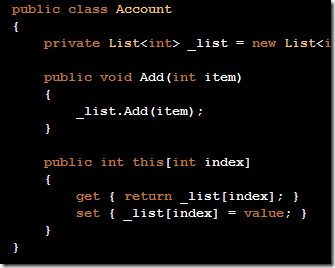 public class Account
{
    private List<int> _list = new List<i
    public void Add(int item)
    {
        _list.Add(item);
    }
    public int this[int index]
    {
        get { return _list[index]; }
        set { _list[index] = value; }
    }
}